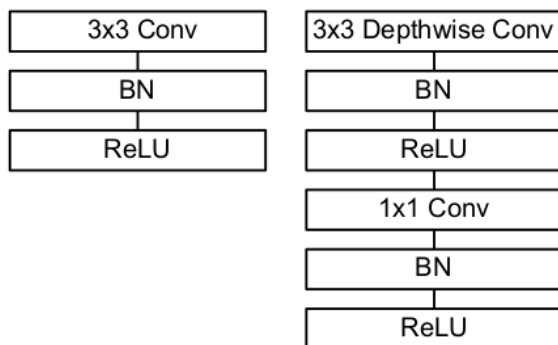 3x3 Conv
BN
ReLU
3x3 Depthwise Conv
BN
ReLU
1x1 Conv
BN
ReLU